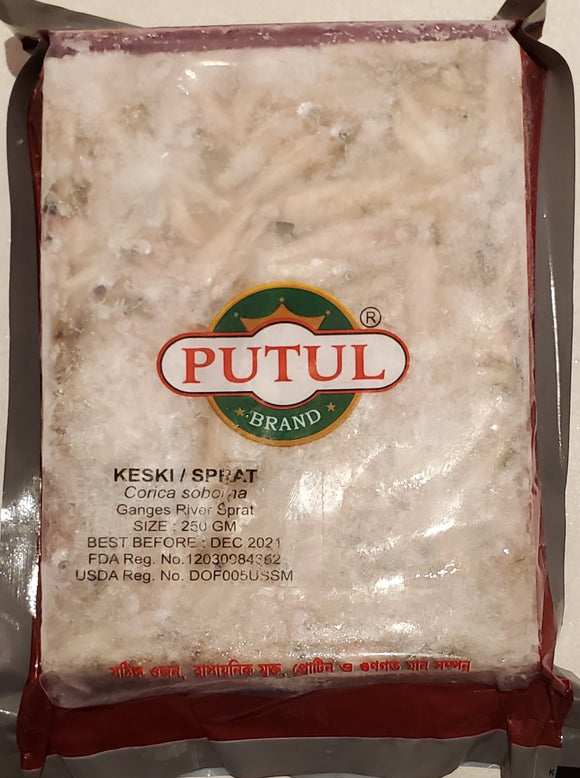 PUTUL
®
BRAND
KESKI / SPRAT
Corica soborna
Ganges River Sprat
SIZE : 250 GM
BEST BEFORE : DEC 2021
FDA Reg. No.12030984362
USDA Reg. No. DOF005USSM
সঠিক ওজন, রাসায়নিক মুক্ত, প্রোটিন ও গুণগত মান সম্পন্ন
K